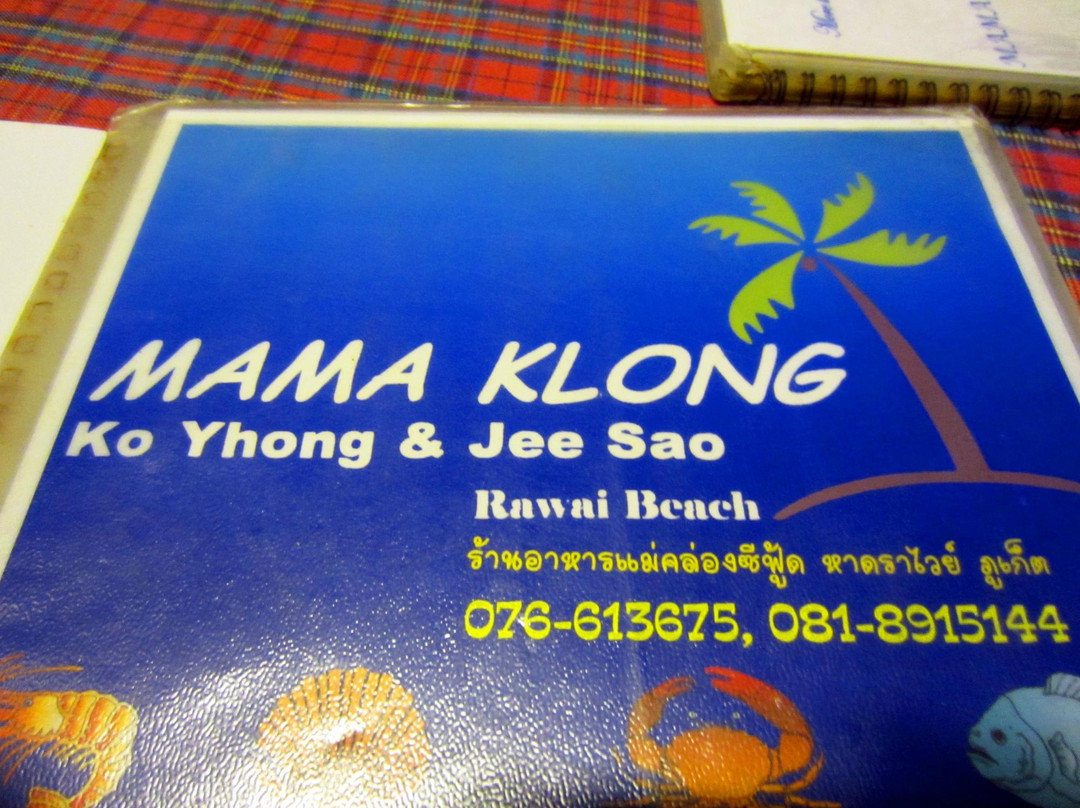 MAMA
MAMA KLONG
Ko Yhong & Jee Sao
Rawai Beach
ร้านอาหารแม่คล่องซีฟู้ด หาดราไวย์ ภูเก็ต
076-613675, 081-8915144